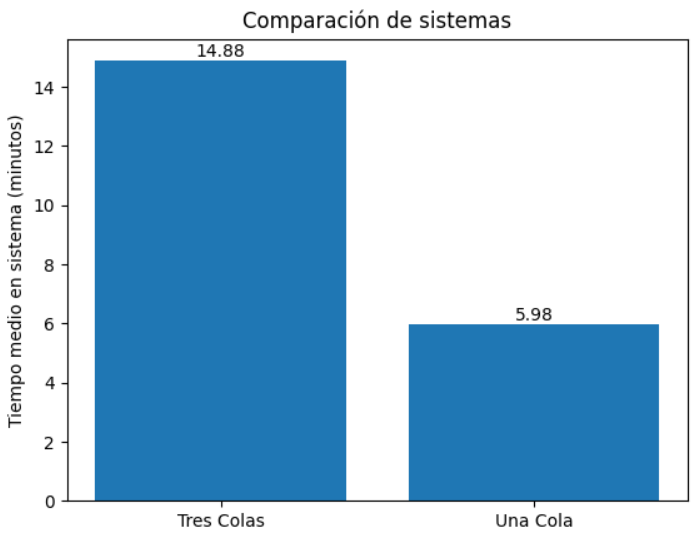 Comparación de sistemas
Tiempo medio en sistema (minutos)
14
12
10
8
6
4
2
0
14.88
5.98
Tres Colas
Una Cola